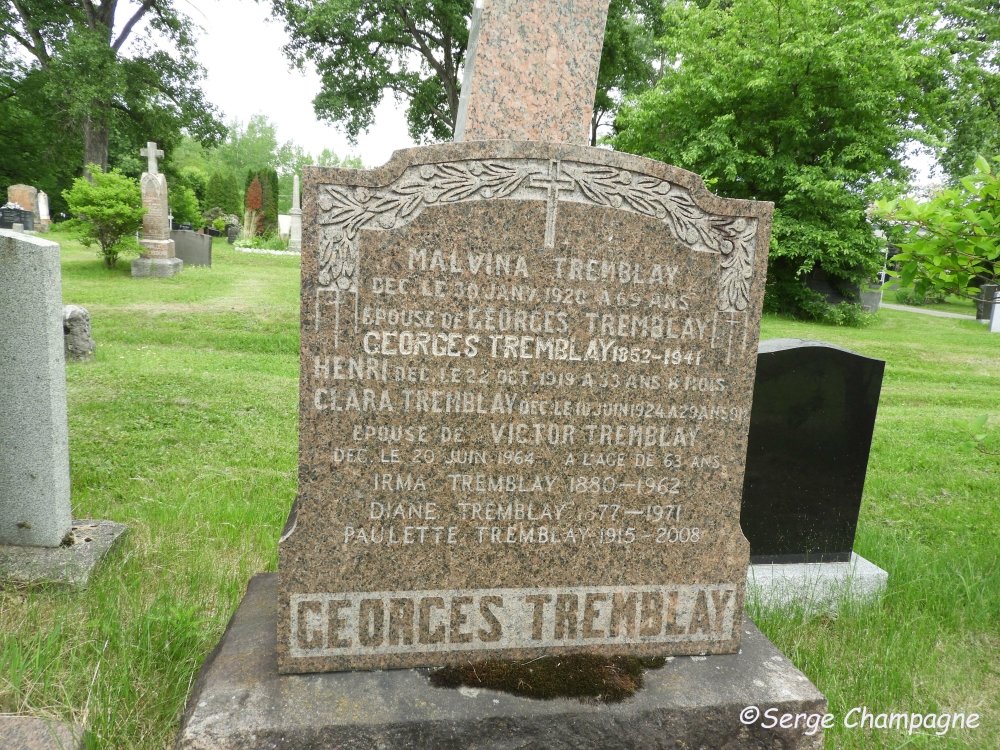 MALVINA TREMBLAY
DEC. LE 30 JANV. 1920 A 69 ANS
EPOUSE DE GEORGES TREMBLAY
GEORGES TREMBLAY 1852-1941
HENRI DEC. LE 22 OCT. 1919 A 33 ANS 8 MOIS.
CLARA TREMBLAY DEC. LE 10 JUIN 1924 A 29 ANS
EPOUSE DE VICTOR TREMBLAY
DEC. LE 20 JUIN 1964 A L'AGE DE 63 ANS.
IRMA TREMBLAY 1880-1962
DIANE TREMBLAY 1877-1971
PAULETTE TREMBLAY 1915-2008
GEORGES TREMBLAY
©Serge Champagne